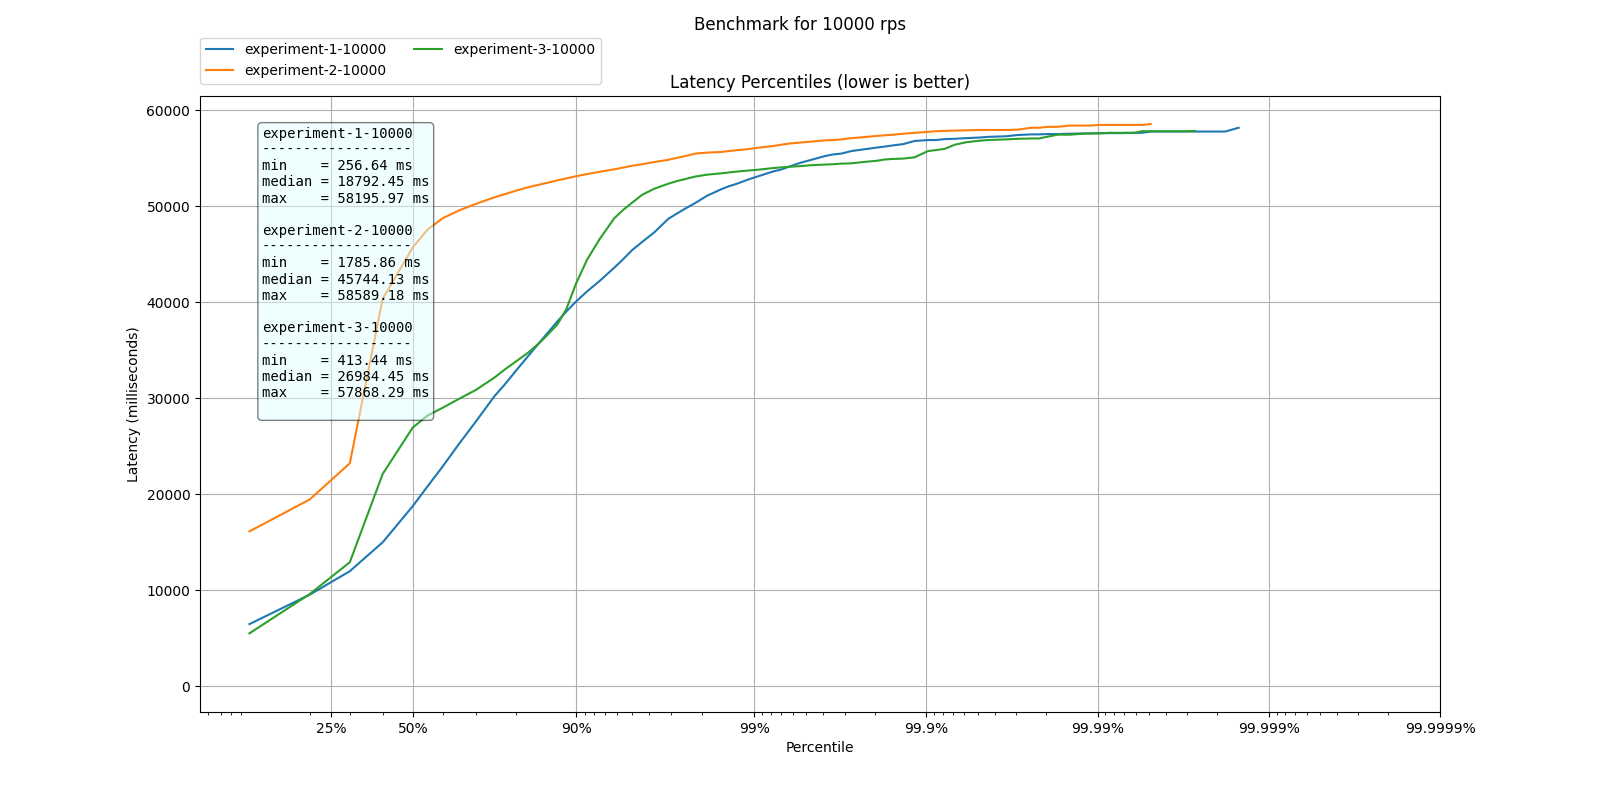 Benchmark for 10000 rps
experiment-1-10000
experiment-2-10000
experiment-3-10000
Latency Percentiles (lower is better)
60000
50000
40000
30000
20000
10000
0
Latency (milliseconds)
experiment-1-10000
------------------
min    = 256.64 ms
median = 18792.45 ms
max    = 58195.97 ms
experiment-2-10000
------------------
min    = 1785.86 ms
median = 45744.13 ms
max    = 58589.18 ms
experiment-3-10000
------------------
min    = 413.44 ms
median = 26984.45 ms
max    = 57868.29 ms
25% 50% 90% 99% 99.9% 99.99% 99.999% 99.9999%
Percentile